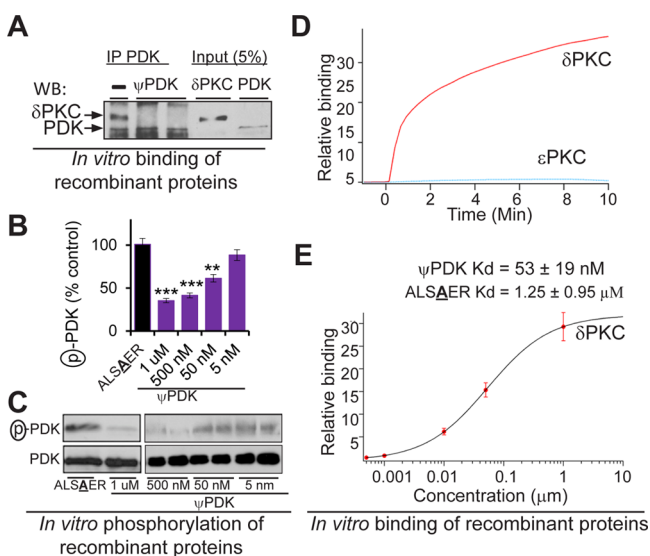 A
IP PDK Input (5%)
WB: – ψPDK δPKC PDK
δPKC
PDK
In vitro binding of
recombinant proteins
B
ⓟ-PDK (% control)
100
50
0
*** *** **
ALSAER 1 uM 500 nM 50 nM 5 nM
ψPDK
C
ⓟ-PDK
PDK
ALSAER 1 uM 500 nM 50 nM 5 nm
ψPDK
In vitro phosphorylation of
recombinant proteins
D
Relative binding
30
25
20
15
10
5
δPKC
εPKC
0 2 4 6 8 10
Time (Min)
E
ψPDK Kd = 53 ± 19 nM
ALSAER Kd = 1.25 ± 0.95 μM
Relative binding
30
25
20
15
10
5
δPKC
0.001 0.01 0.1 1 10
Concentration (μm)
In vitro binding of recombinant proteins